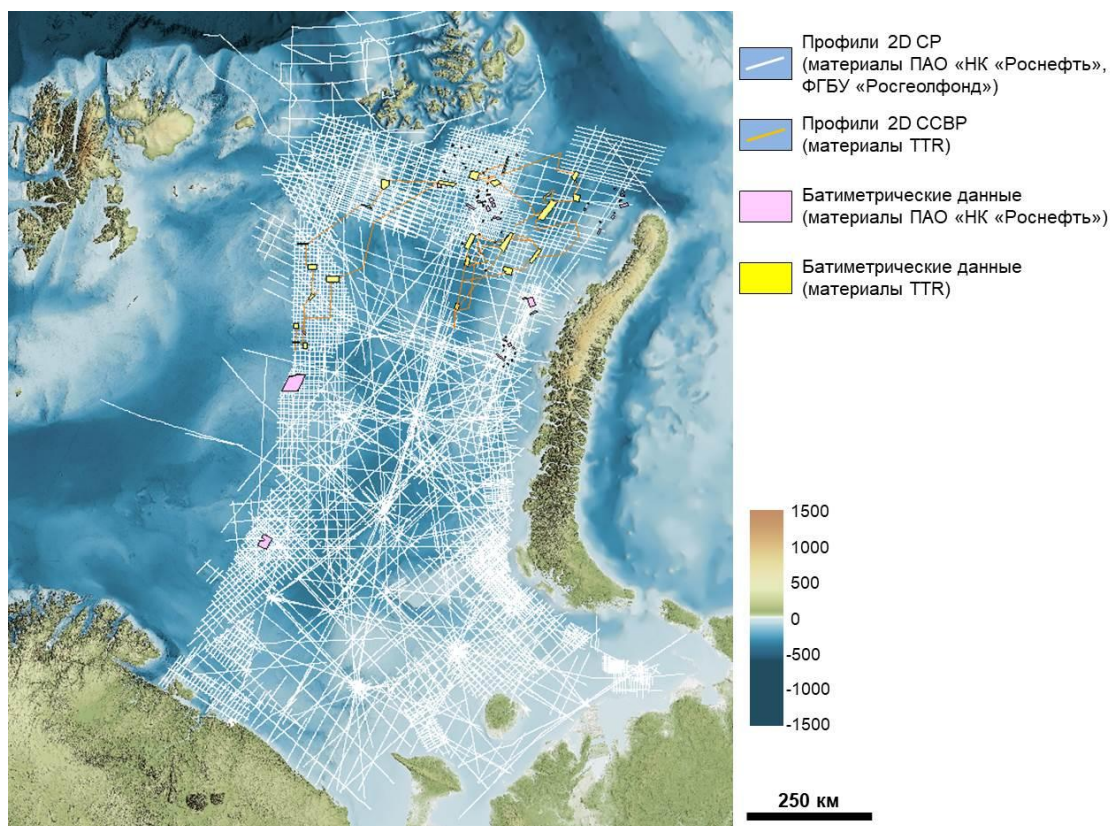 Профили 2D СР
(материалы ПАО «НК «Роснефть»,
ФГБУ «Росгеолфонд»)
Профили 2D ССВР
(материалы TTR)
Батиметрические данные
(материалы ПАО «НК «Роснефть»)
Батиметрические данные
(материалы TTR)
1500
1000
500
0
-500
-1000
-1500
250 км